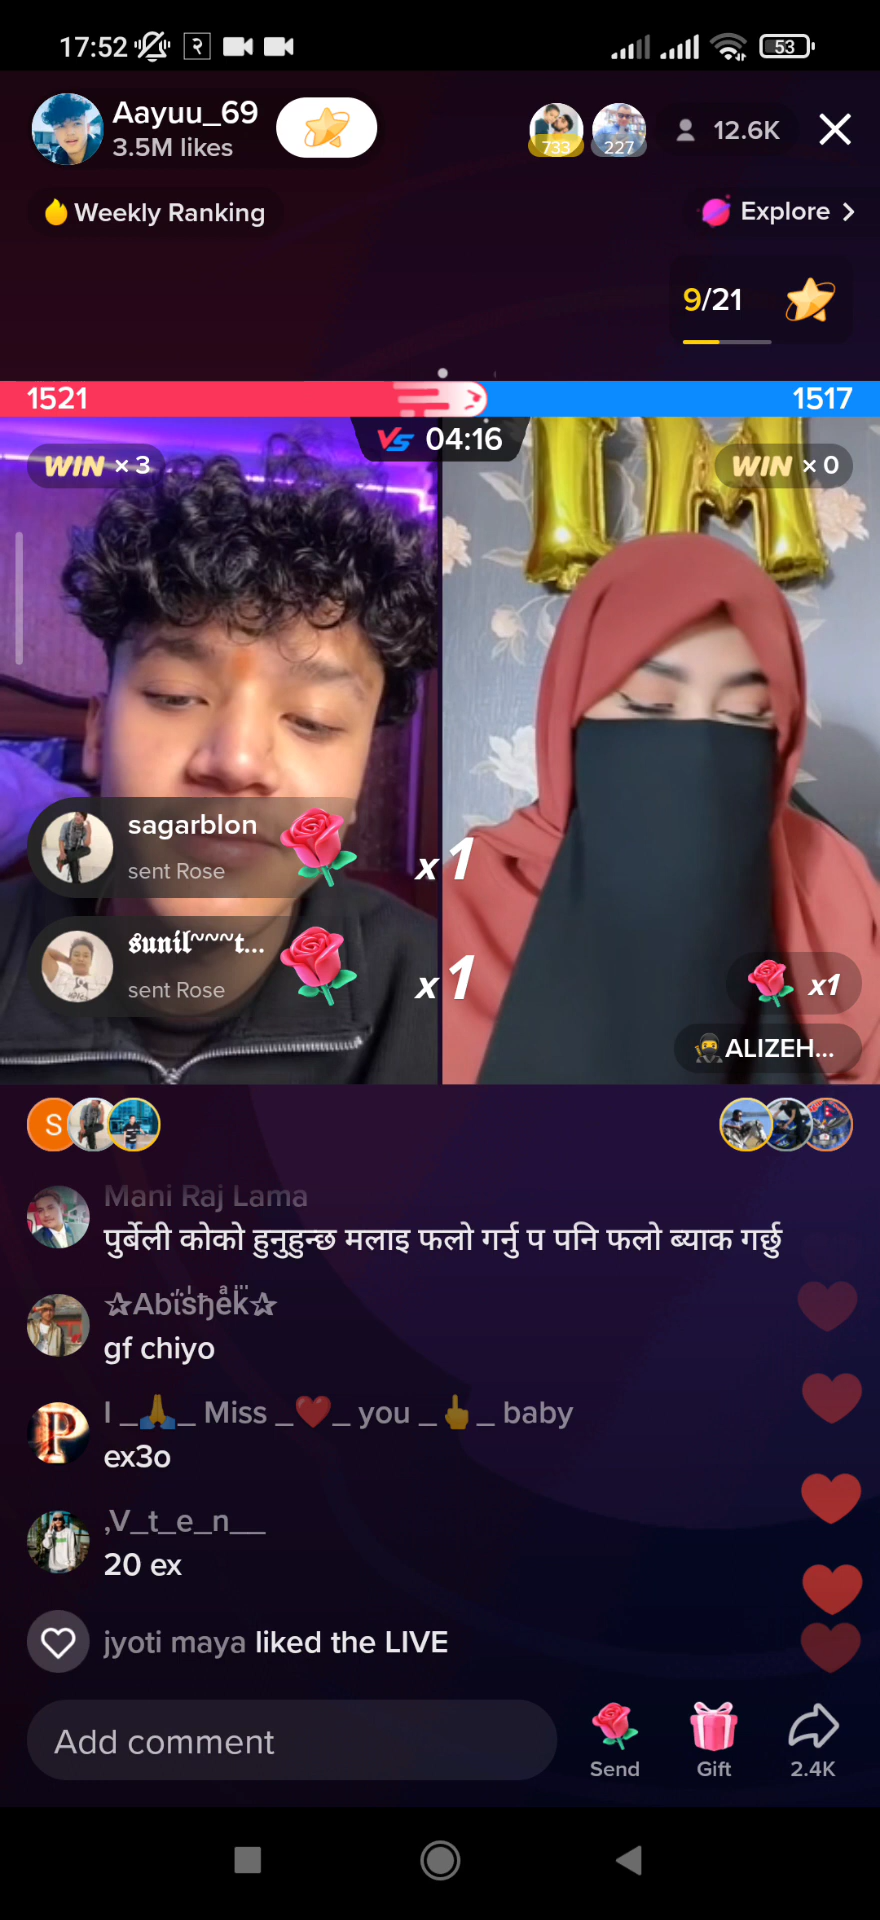 17:52
२
53
Aayuu_69
3.5M likes
733
227
12.6K
Weekly Ranking
Explore
9/21
1521
1517
VS 04:16
WIN × 3
WIN × 0
IM
sagarblon
sent Rose
x1
𝖘𝖚𝖓𝖎𝖑~~~𝖙...
sent Rose
x1
x1
ALIZEH...
S
Mani Raj Lama
पुर्बेली कोको हुनुहुन्छ मलाइ फलो गर्नु प पनि फलो ब्याक गर्छु
gf chiyo
P
I _🙏_ Miss _❤️_ you _🖕_ baby
ex3o
,V_t_e_n__
20 ex
jyoti maya liked the LIVE
Add comment
Send
Gift
2.4K